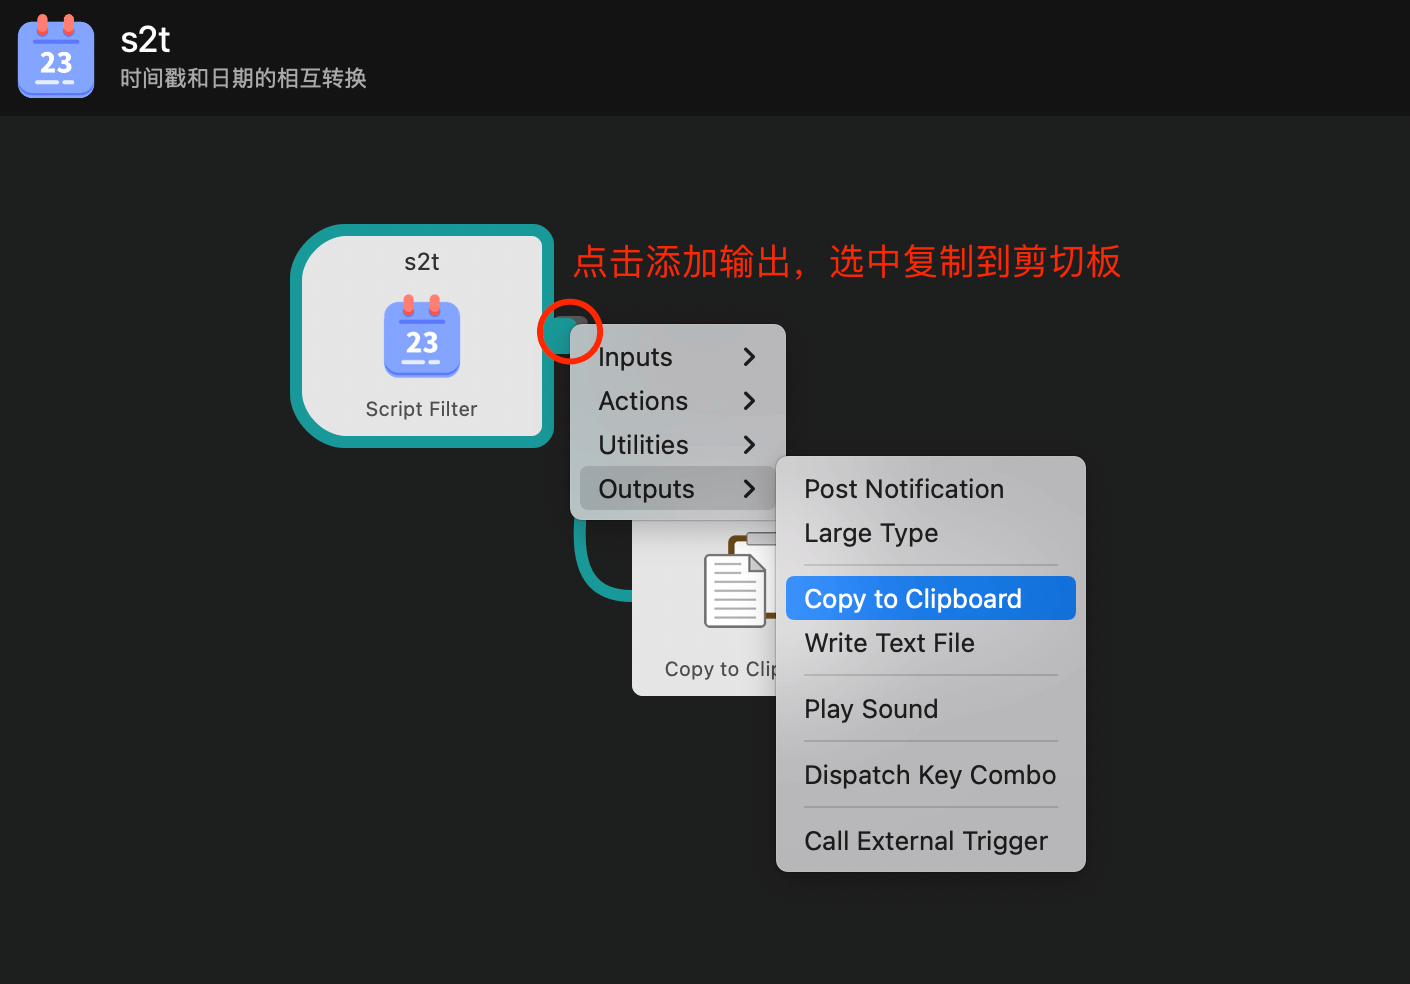 23
s2t
时间戳和日期的相互转换
s2t
23
Script Filter
点击添加输出，选中复制到剪切板
Inputs
Actions
Utilities
Outputs
Post Notification
Large Type
Copy to Clipboard
Write Text File
Play Sound
Dispatch Key Combo
Call External Trigger
Copy to Clip